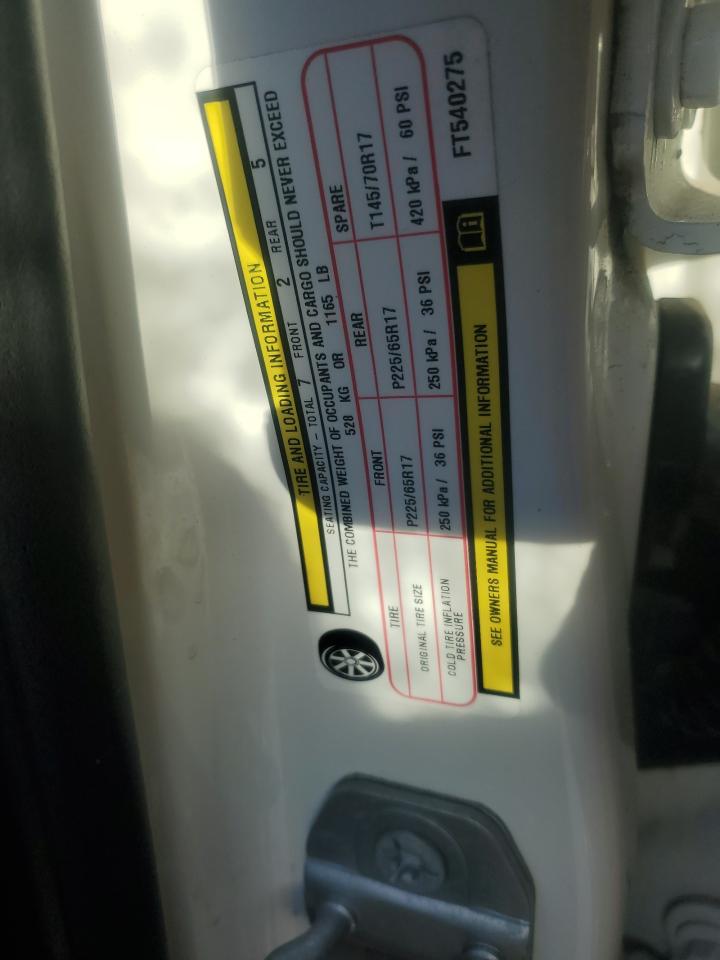 TIRE AND LOADING INFORMATION
SEATING CAPACITY - TOTAL 7 FRONT 2 REAR 5
THE COMBINED WEIGHT OF OCCUPANTS AND CARGO SHOULD NEVER EXCEED
528 KG OR 1165 LB
TIRE FRONT REAR SPARE
ORIGINAL TIRE SIZE P225/65R17 P225/65R17 T145/70R17
COLD TIRE INFLATION PRESSURE 250 kPa / 36 PSI 250 kPa / 36 PSI 420 kPa / 60 PSI
SEE OWNERS MANUAL FOR ADDITIONAL INFORMATION
FT540275